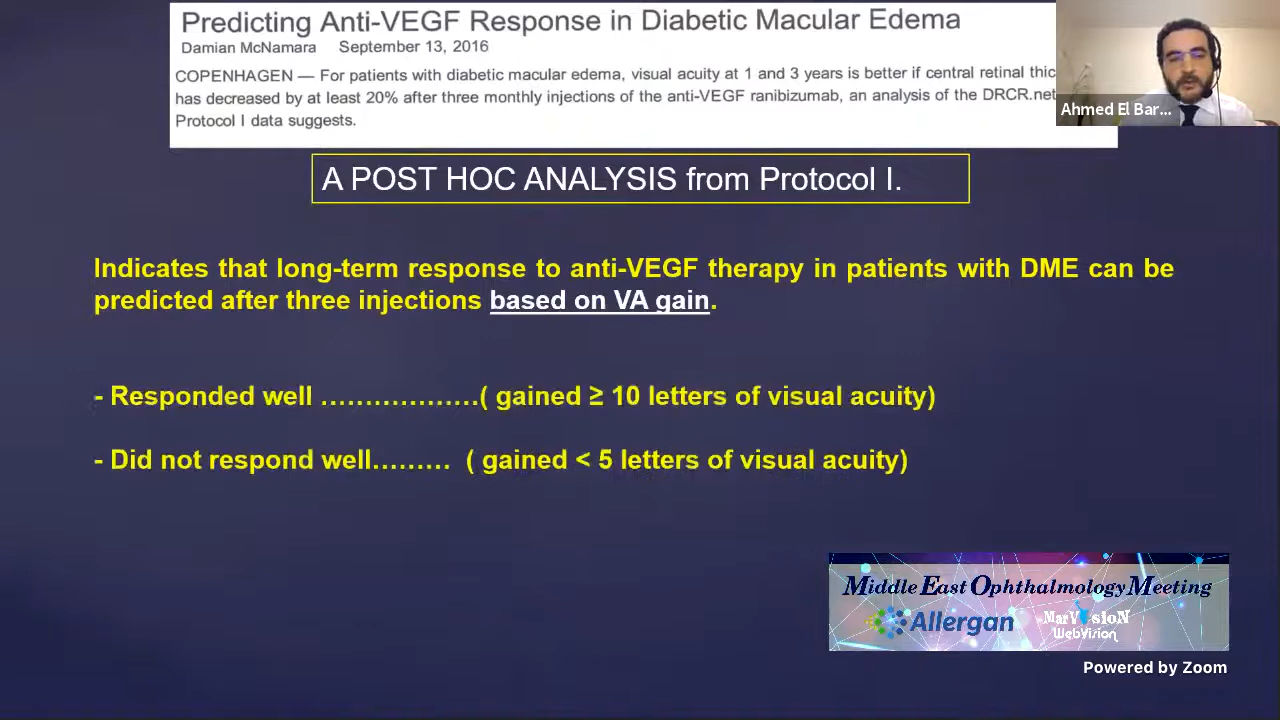 Predicting Anti-VEGF Response in Diabetic Macular Edema
Damian McNamara September 13, 2016
COPENHAGEN — For patients with diabetic macular edema, visual acuity at 1 and 3 years is better if central retinal thic
has decreased by at least 20% after three monthly injections of the anti-VEGF ranibizumab, an analysis of the DRCR.net
Protocol I data suggests.
Ahmed El Bar...
A POST HOC ANALYSIS from Protocol I.
Indicates that long-term response to anti-VEGF therapy in patients with DME can be
predicted after three injections based on VA gain.
- Responded well ………………( gained ≥ 10 letters of visual acuity)
- Did not respond well……… ( gained < 5 letters of visual acuity)
Middle East Ophthalmology Meeting
Allergan
MarVisioN
WebVision
Powered by Zoom